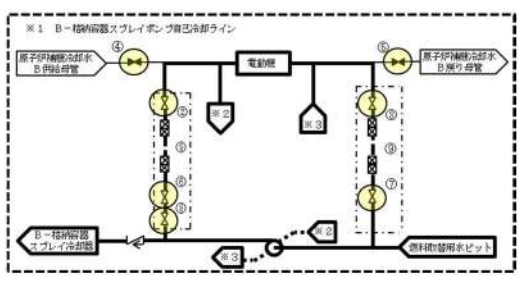 ※1 B-格納容器スプレイポンプ自己冷却ライン
④
⑤
原子炉補機冷却水
B供給母管
電動機
原子炉補機冷却水
B戻り母管
※2
※3
⑦
B-格納容器
スプレイ冷却器
※2
※3
燃料取替用水ピット